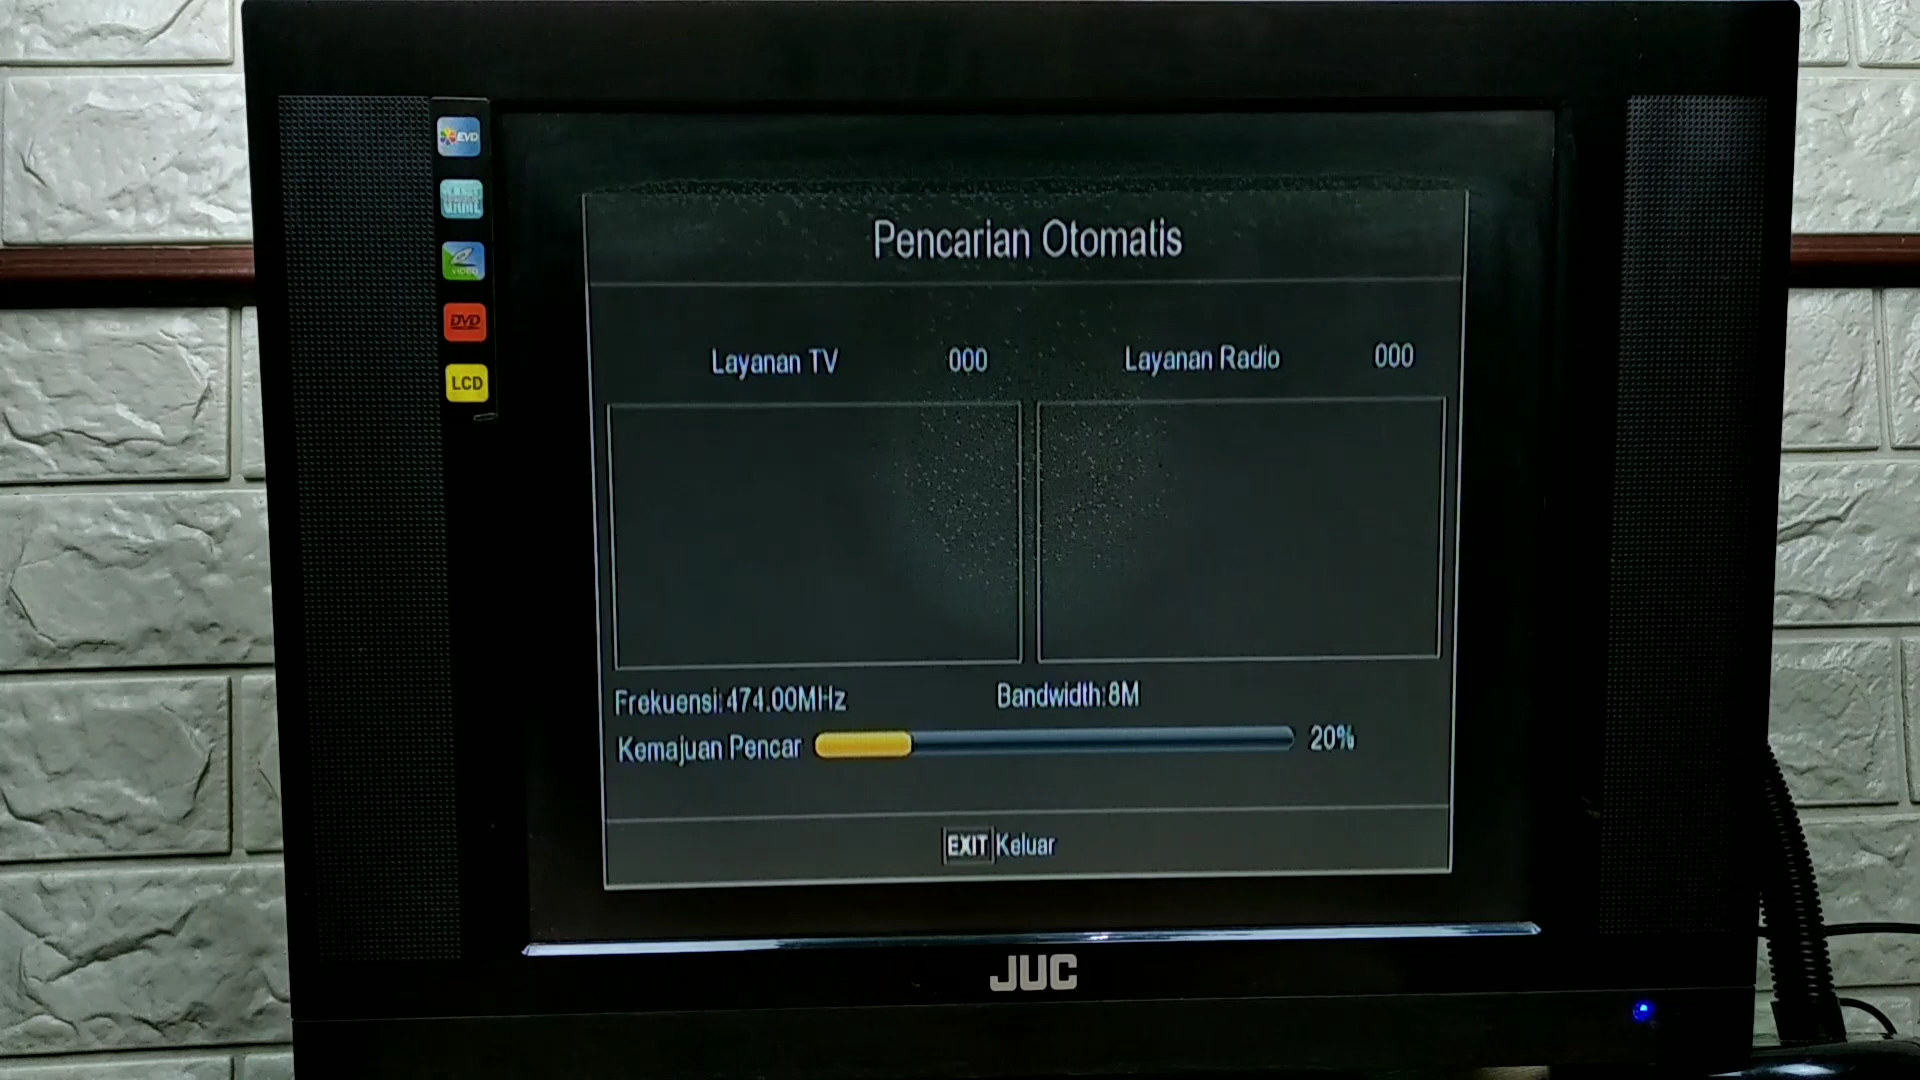 Pencarian Otomatis
Layanan TV 000 Layanan Radio 000
Frekuensi:474.00MHz Bandwidth:8M
Kemajuan Pencar 20%
EXIT Keluar
EVD
GAME
VIDEO
DVD
LCD
JUC